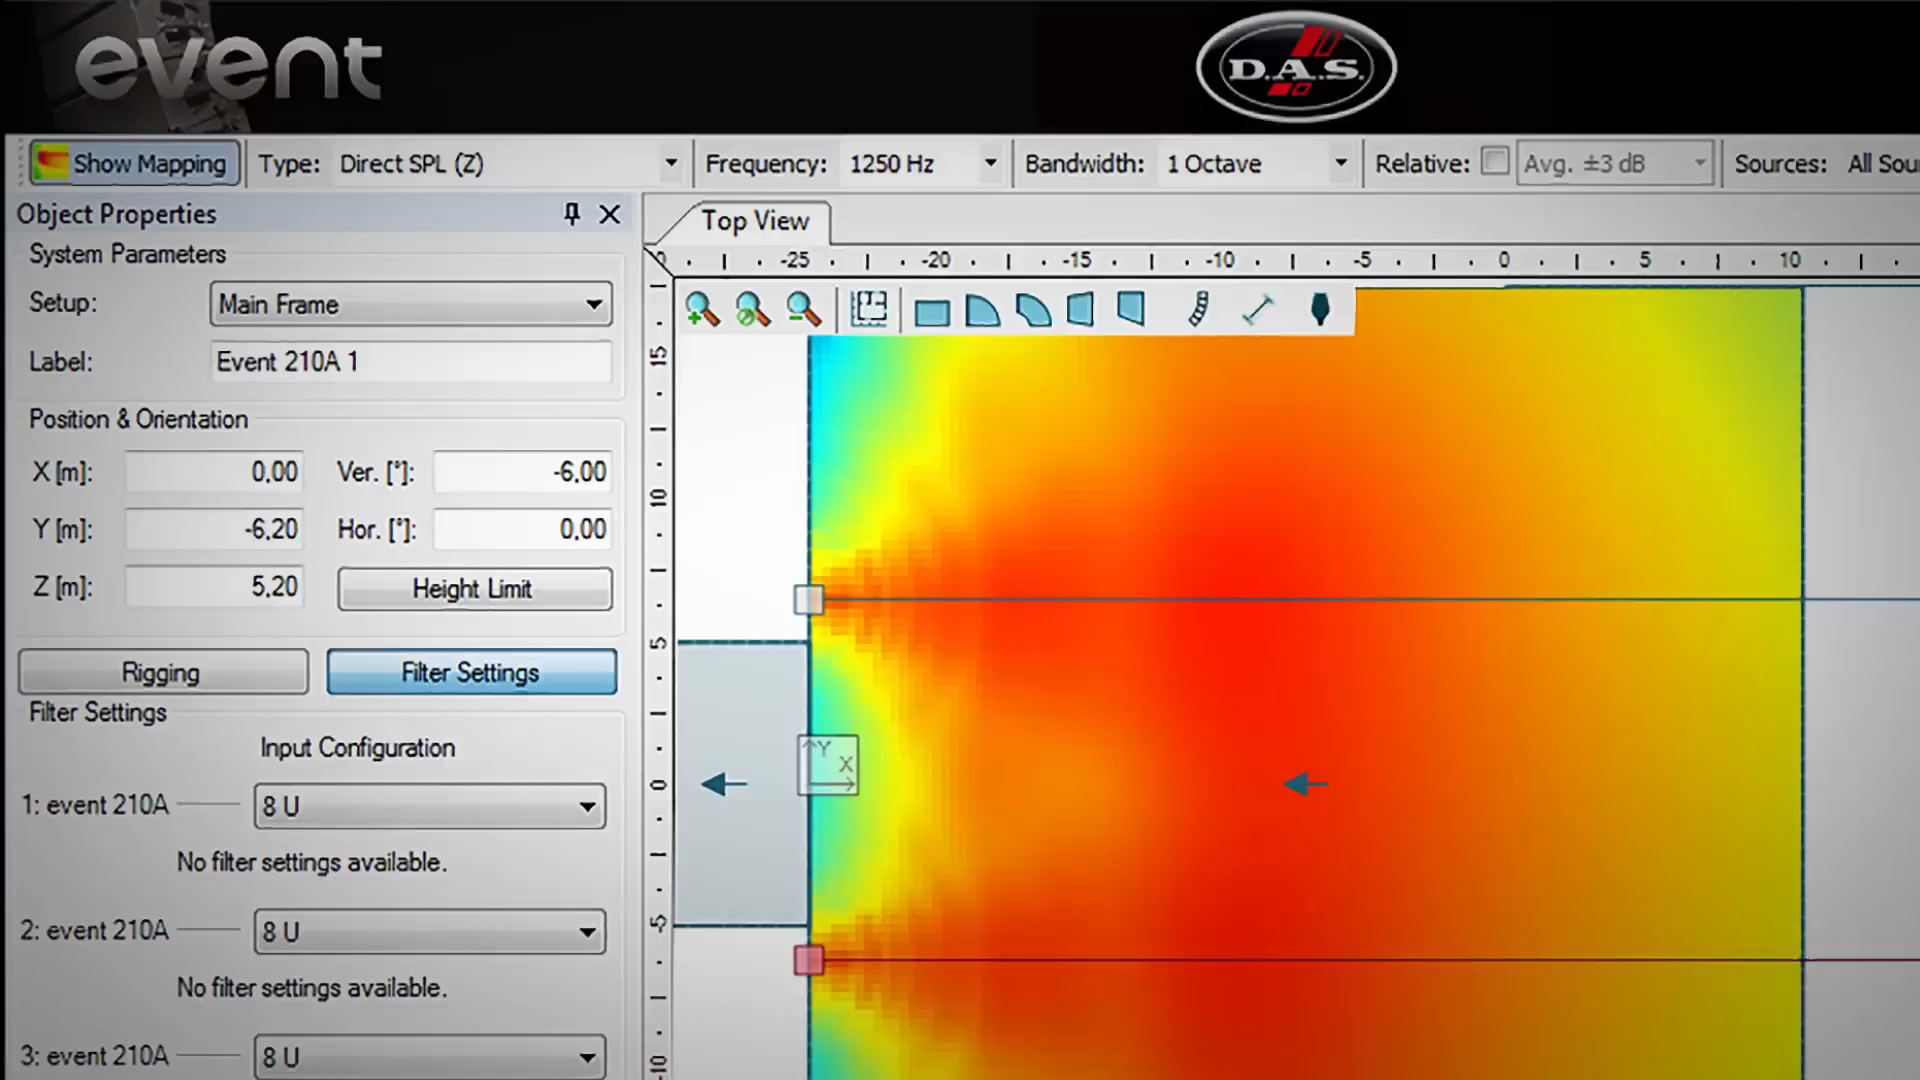 event
D.A.S.
Show Mapping Type: Direct SPL (Z) Frequency: 1250 Hz Bandwidth: 1 Octave Relative: Avg. ±3 dB Sources: All Sou
Object Properties
System Parameters
Setup: Main Frame
Label: Event 210A 1
Position & Orientation
X [m]: 0,00 Ver. [°]: -6,00
Y [m]: -6,20 Hor. [°]: 0,00
Z [m]: 5,20 Height Limit
Rigging Filter Settings
Filter Settings
Input Configuration
1: event 210A 8 U
No filter settings available.
2: event 210A 8 U
No filter settings available.
3: event 210A 8 U
Top View
-25 -20 -15 -10 -5 0 5 10
15
10
5
0
-5
-10
Y
X